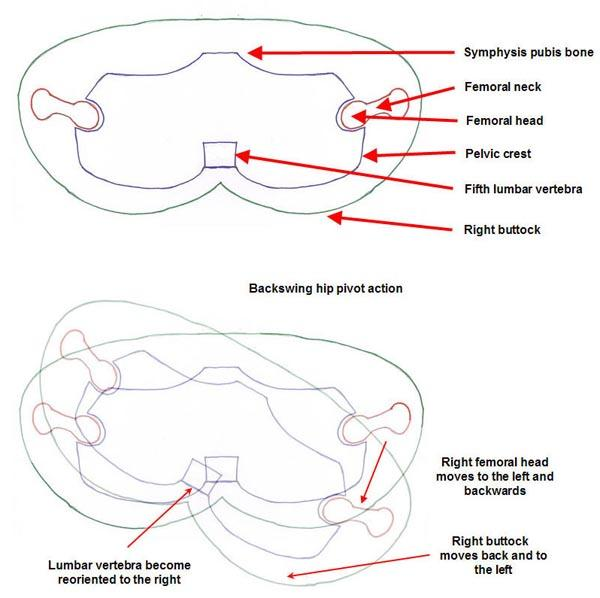 Symphysis pubis bone
Femoral neck
Femoral head
Pelvic crest
Fifth lumbar vertebra
Right buttock
Backswing hip pivot action
Right femoral head
moves to the left and
backwards
Right buttock
moves back and to
the left
Lumbar vertebra become
reoriented to the right